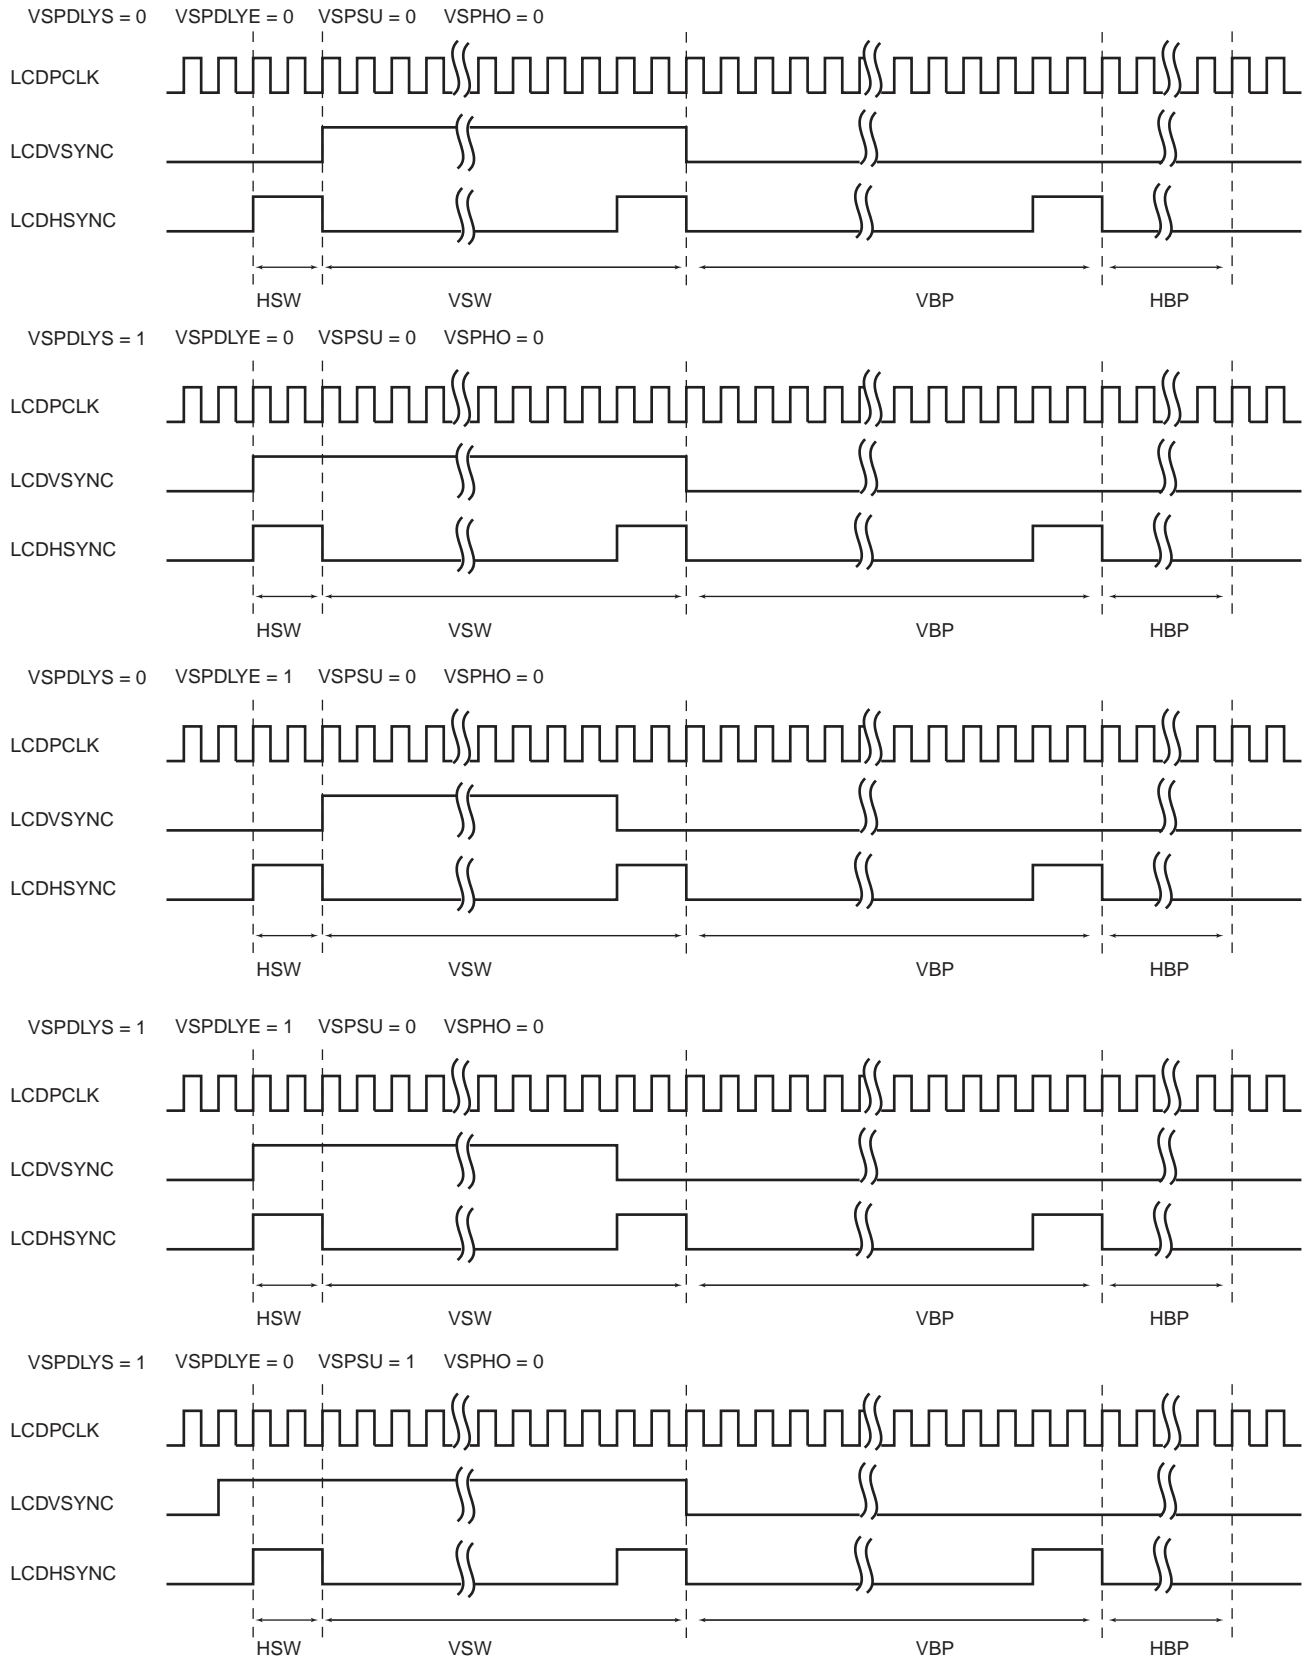 VSPDLYS = 0 VSPDLYE = 0 VSPSU = 0 VSPHO = 0
LCDPCLK
LCDVSYNC
LCDHSYNC
HSW VSW VBP HBP
VSPDLYS = 1 VSPDLYE = 0 VSPSU = 0 VSPHO = 0
LCDPCLK
LCDVSYNC
LCDHSYNC
HSW VSW VBP HBP
VSPDLYS = 0 VSPDLYE = 1 VSPSU = 0 VSPHO = 0
LCDPCLK
LCDVSYNC
LCDHSYNC
HSW VSW VBP HBP
VSPDLYS = 1 VSPDLYE = 1 VSPSU = 0 VSPHO = 0
LCDPCLK
LCDVSYNC
LCDHSYNC
HSW VSW VBP HBP
VSPDLYS = 1 VSPDLYE = 0 VSPSU = 1 VSPHO = 0
LCDPCLK
LCDVSYNC
LCDHSYNC
HSW VSW VBP HBP